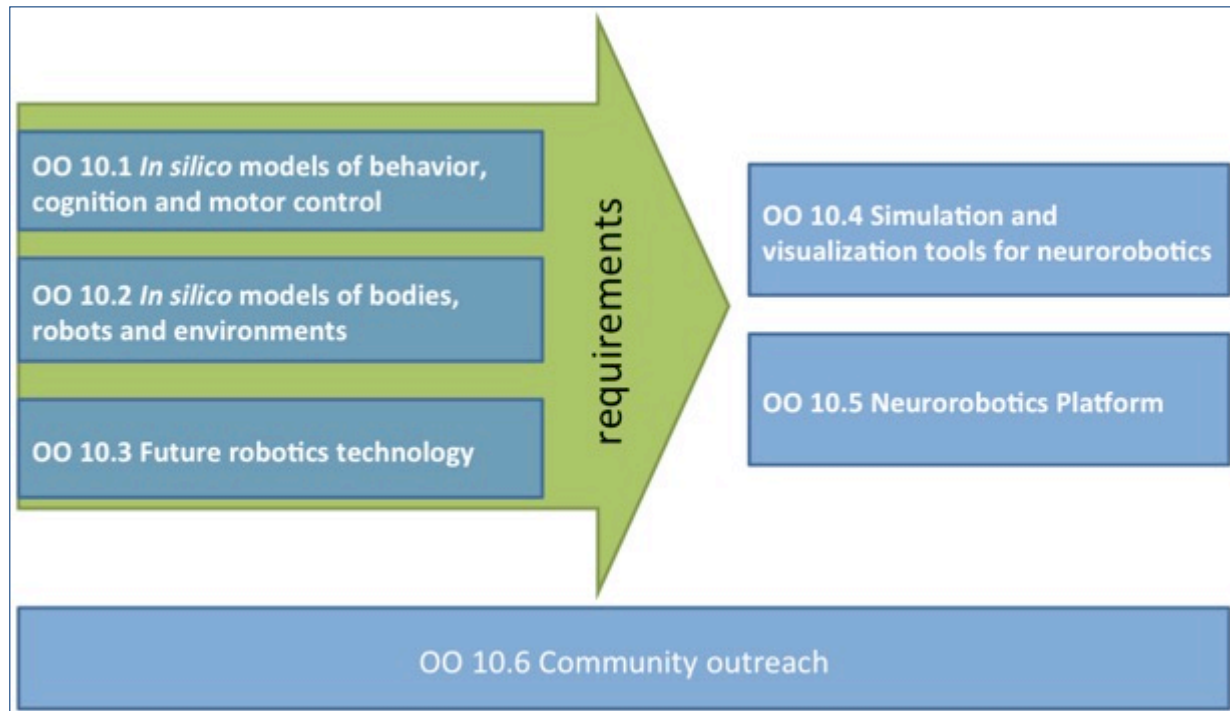 OO 10.1 In silico models of behavior,
cognition and motor control
OO 10.2 In silico models of bodies,
robots and environments
OO 10.3 Future robotics technology
requirements
OO 10.4 Simulation and
visualization tools for neurorobotics
OO 10.5 Neurorobotics Platform
OO 10.6 Community outreach